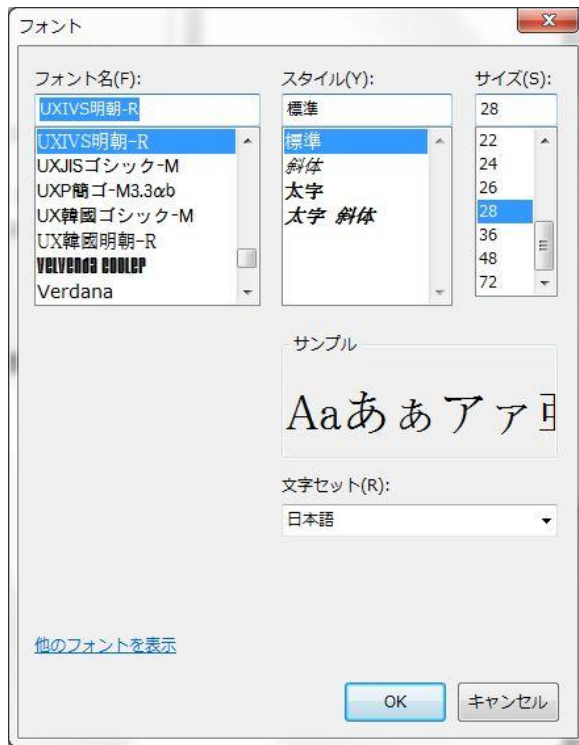 フォント
フォント名(F):
UXIVS明朝-R
UXIVS明朝-R
UXJISゴシック-M
UXP簡ゴ-M3.3αb
UX韓國ゴシック-M
UX韓國明朝-R
Velvenda Cooler
Verdana
スタイル(Y):
標準
標準
斜体
太字
太字 斜体
サイズ(S):
28
22
24
26
28
36
48
72
サンプル
Aaあぁアァ
文字セット(R):
日本語
他のフォントを表示
OK
キャンセル